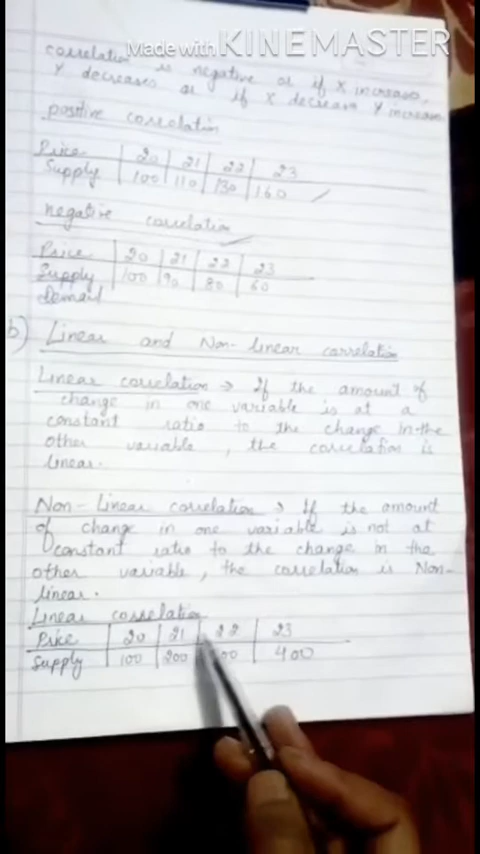 Made with KINEMASTER
correlation is negative or if X increases,
Y decreases or if X decrease Y increases
positive correlation
Price 20 21 22 23
Supply 100 110 130 160
negative correlation
Price 20 21 22 23
Supply 100 90 80 60
Demand
b) Linear and Non-linear correlation
Linear correlation → If the amount of
change in one variable is at a
constant ratio to the change in the
other variable, the correlation is
linear.
Non-Linear correlation → If the amount
of change in one variable is not at
constant ratio to the change in the
other variable, the correlation is Non-
linear.
Linear correlation
Price 20 21 22 23
Supply 100 200 400